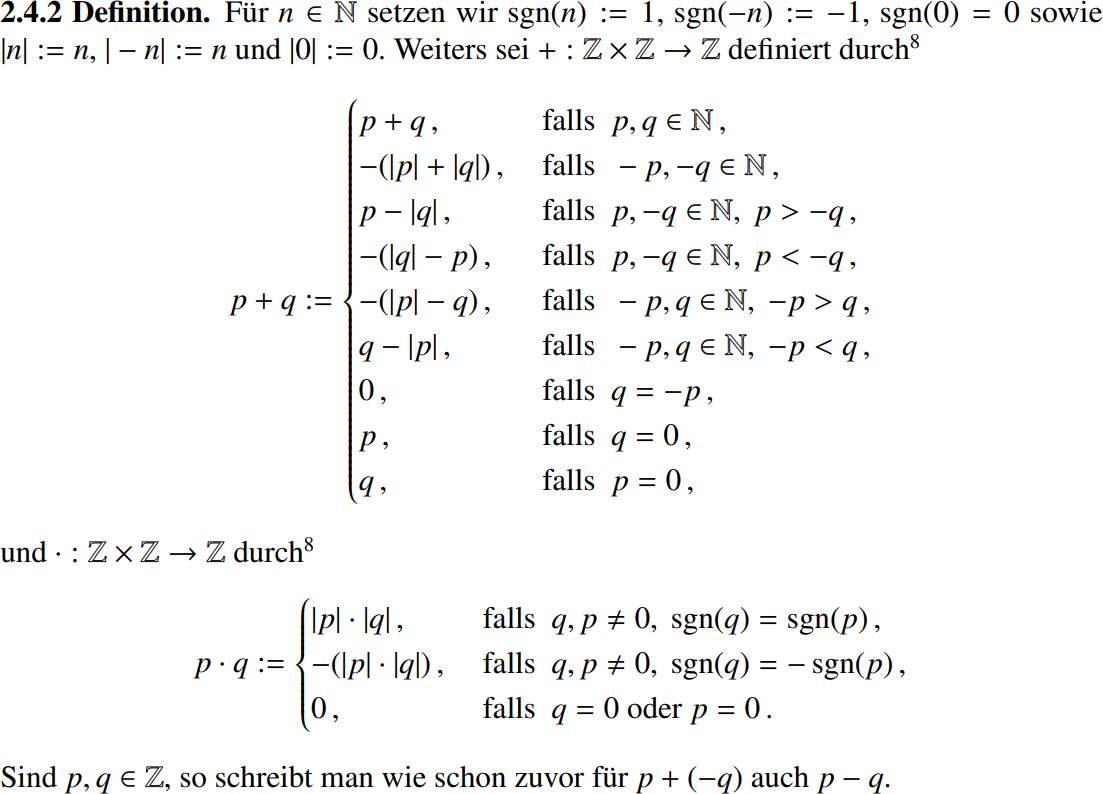 2.4.2 Definition. Für n ∈ ℕ setzen wir sgn(n) := 1, sgn(−n) := −1, sgn(0) = 0 sowie
|n| := n, | − n| := n und |0| := 0. Weiters sei + : ℤ × ℤ → ℤ definiert durch⁸
p + q , falls p, q ∈ ℕ ,
−(|p| + |q|) , falls − p, −q ∈ ℕ ,
p − |q| , falls p, −q ∈ ℕ, p > −q ,
−(|q| − p) , falls p, −q ∈ ℕ, p < −q ,
p + q := { −(|p| − q) , falls − p, q ∈ ℕ, −p > q ,
q − |p| , falls − p, q ∈ ℕ, −p < q ,
0 , falls q = −p ,
p , falls q = 0 ,
q , falls p = 0 ,
und · : ℤ × ℤ → ℤ durch⁸
|p| · |q| , falls q, p ≠ 0, sgn(q) = sgn(p) ,
p · q := { −(|p| · |q|) , falls q, p ≠ 0, sgn(q) = − sgn(p) ,
0 , falls q = 0 oder p = 0 .
Sind p, q ∈ ℤ, so schreibt man wie schon zuvor für p + (−q) auch p − q.